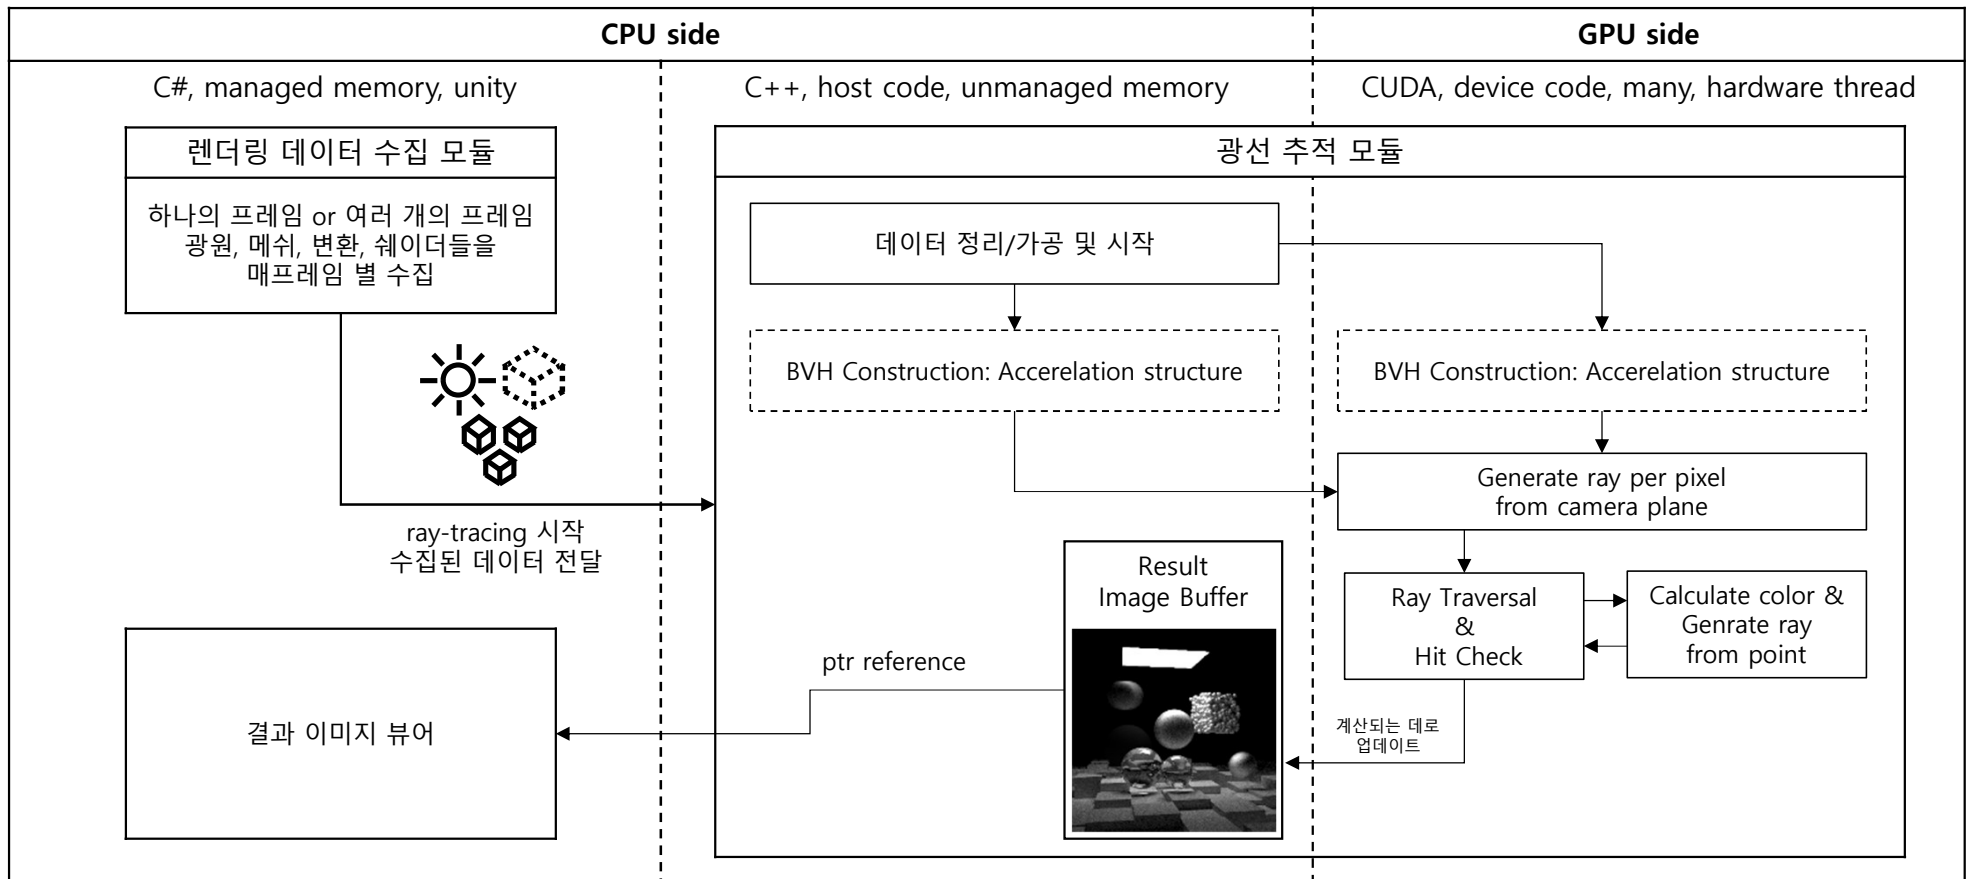 CPU side
GPU side
C#, managed memory, unity
C++, host code, unmanaged memory
CUDA, device code, many, hardware thread
렌더링 데이터 수집 모듈
하나의 프레임 or 여러 개의 프레임
광원, 메쉬, 변환, 쉐이더들을
매프레임 별 수집
ray-tracing 시작
수집된 데이터 전달
결과 이미지 뷰어
광선 추적 모듈
데이터 정리/가공 및 시작
BVH Construction: Accerelation structure
BVH Construction: Accerelation structure
Generate ray per pixel
from camera plane
Ray Traversal
&
Hit Check
Calculate color &
Genrate ray
from point
계산되는 데로
업데이트
Result
Image Buffer
ptr reference